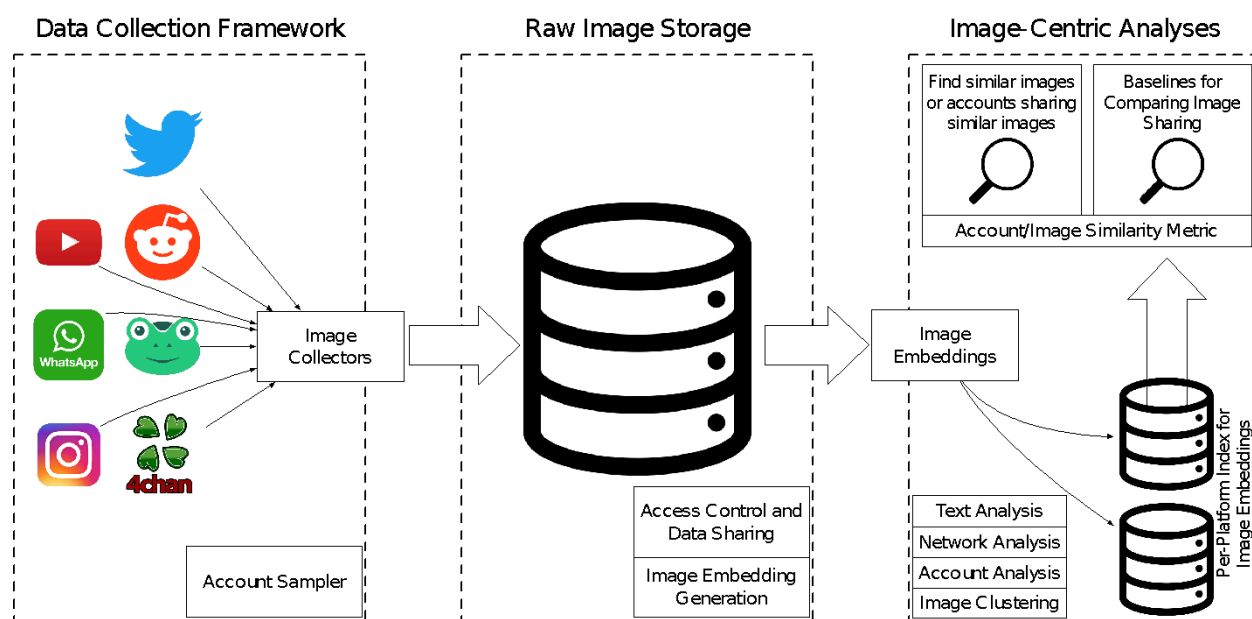 Data Collection Framework
Raw Image Storage
Image-Centric Analyses
Find similar images
or accounts sharing
similar images
Baselines for
Comparing Image
Sharing
Account/Image Similarity Metric
WhatsApp
4chan
Image
Collectors
Image
Embeddings
Account Sampler
Access Control and
Data Sharing
Image Embedding
Generation
Text Analysis
Network Analysis
Account Analysis
Image Clustering
Per-Platform Index for
Image Embeddings